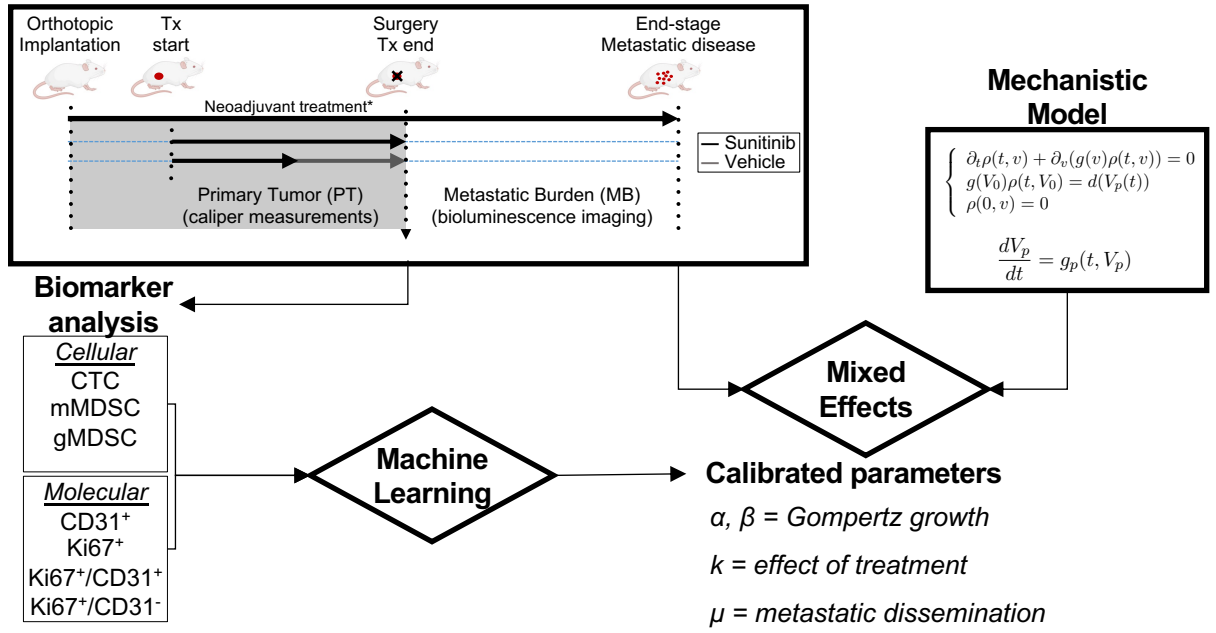 Orthotopic
Implantation
Tx
start
Surgery
Tx end
End-stage
Metastatic disease
Neoadjuvant treatment*
Sunitinib
Vehicle
Primary Tumor (PT)
(caliper measurements)
Metastatic Burden (MB)
(bioluminescence imaging)
Mechanistic
Model
∂ₜρ(t, v) + ∂ᵥ(g(v)ρ(t, v)) = 0
g(V₀)ρ(t, V₀) = d(Vₚ(t))
ρ(0, v) = 0
dVₚ/dt = gₚ(t, Vₚ)
Biomarker
analysis
Cellular
CTC
mMDSC
gMDSC
Molecular
CD31⁺
Ki67⁺
Ki67⁺/CD31⁺
Ki67⁺/CD31⁻
Machine
Learning
Mixed
Effects
Calibrated parameters
α, β = Gompertz growth
k = effect of treatment
μ = metastatic dissemination